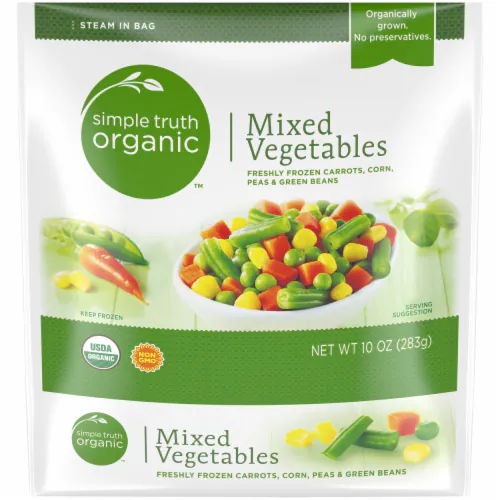 STEAM IN BAG
Organically
grown.
No preservatives.
simple truth
organic
TM
Mixed
Vegetables
FRESHLY FROZEN CARROTS, CORN,
PEAS & GREEN BEANS
KEEP FROZEN
SERVING
SUGGESTION
USDA
ORGANIC
NON
GMO
NET WT 10 OZ (283g)
simple truth
organic
Mixed
Vegetables
FRESHLY FROZEN CARROTS, CORN, PEAS & GREEN BEANS